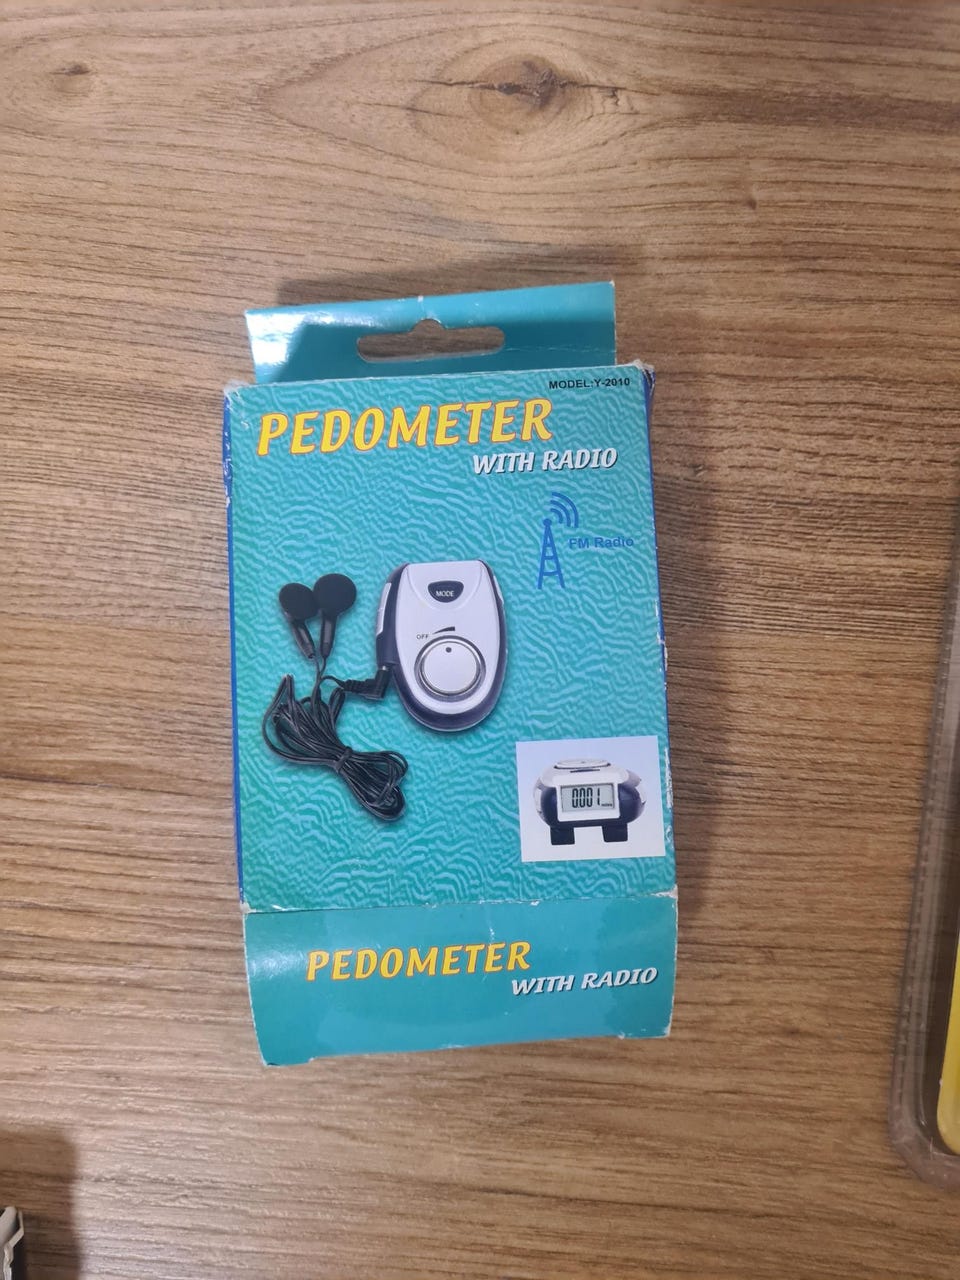 MODEL:Y-2010
PEDOMETER
WITH RADIO
FM Radio
MODE
OFF
0001
PEDOMETER
WITH RADIO